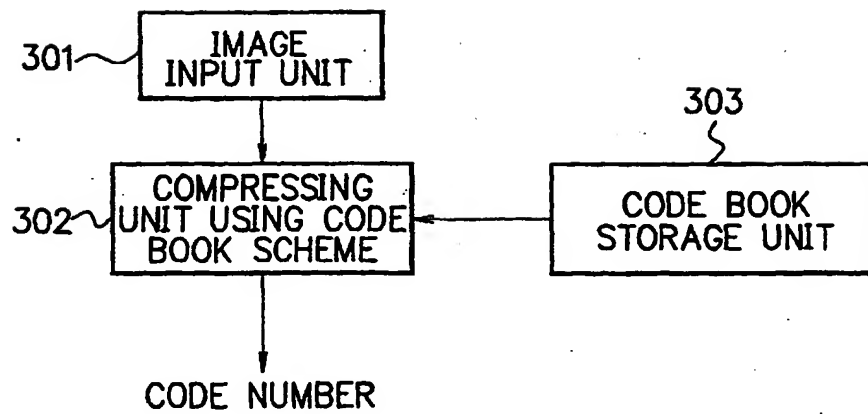 301
IMAGE
INPUT UNIT
303
302
COMPRESSING
UNIT USING CODE
BOOK SCHEME
CODE BOOK
STORAGE UNIT
CODE NUMBER